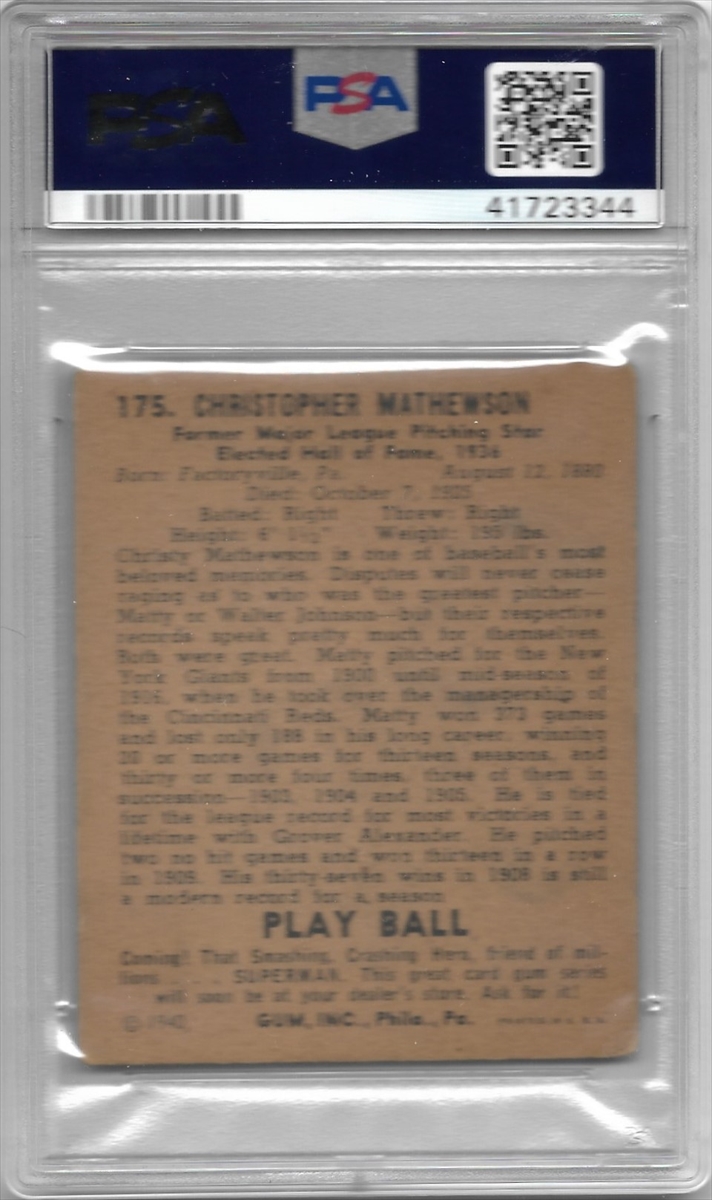 PSA
PSA
41723344
175. CHRISTOPHER MATHEWSON
Former Major League Pitching Star
Elected Hall of Fame, 1936
Born: Factoryville, Pa. August 12, 1880
Died: October 7, 1925
Batted: Right Threw: Right
Height: 6' 1½" Weight: 195 lbs.
Christy Mathewson is one of baseball's most
beloved memories. Disputes will never cease
raging as to who was the greatest pitcher—
Matty or Walter Johnson—but their respective
records speak pretty much for themselves.
Both were great. Matty pitched for the New
York Giants from 1900 until mid-season of
1916, when he took over the managership of
the Cincinnati Reds. Matty won 373 games
and lost only 188 in his long career, winning
20 or more games for thirteen seasons, and
thirty or more four times, three of them in
succession—1903, 1904 and 1905. He is tied
for the league record for most victories in a
lifetime with Grover Alexander. He pitched
two no hit games and won thirteen in a row
in 1909. His thirty-seven wins in 1908 is still
a modern record for a season
PLAY BALL
Coming! That Smashing, Crashing Hero, friend of mil-
lions . . . . SUPERMAN. This great card gum series
will soon be at your dealer's store. Ask for it!
© 1940 GUM, INC., Phila., Pa. PRINTED IN U.S.A.